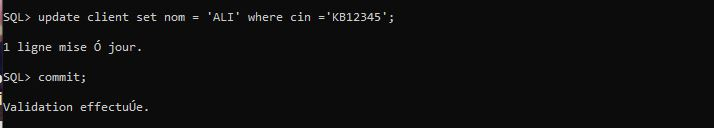 SQL> update client set nom = 'ALI' where cin ='KB12345';
1 ligne mise Ó jour.
SQL> commit;
Validation effectuÚe.